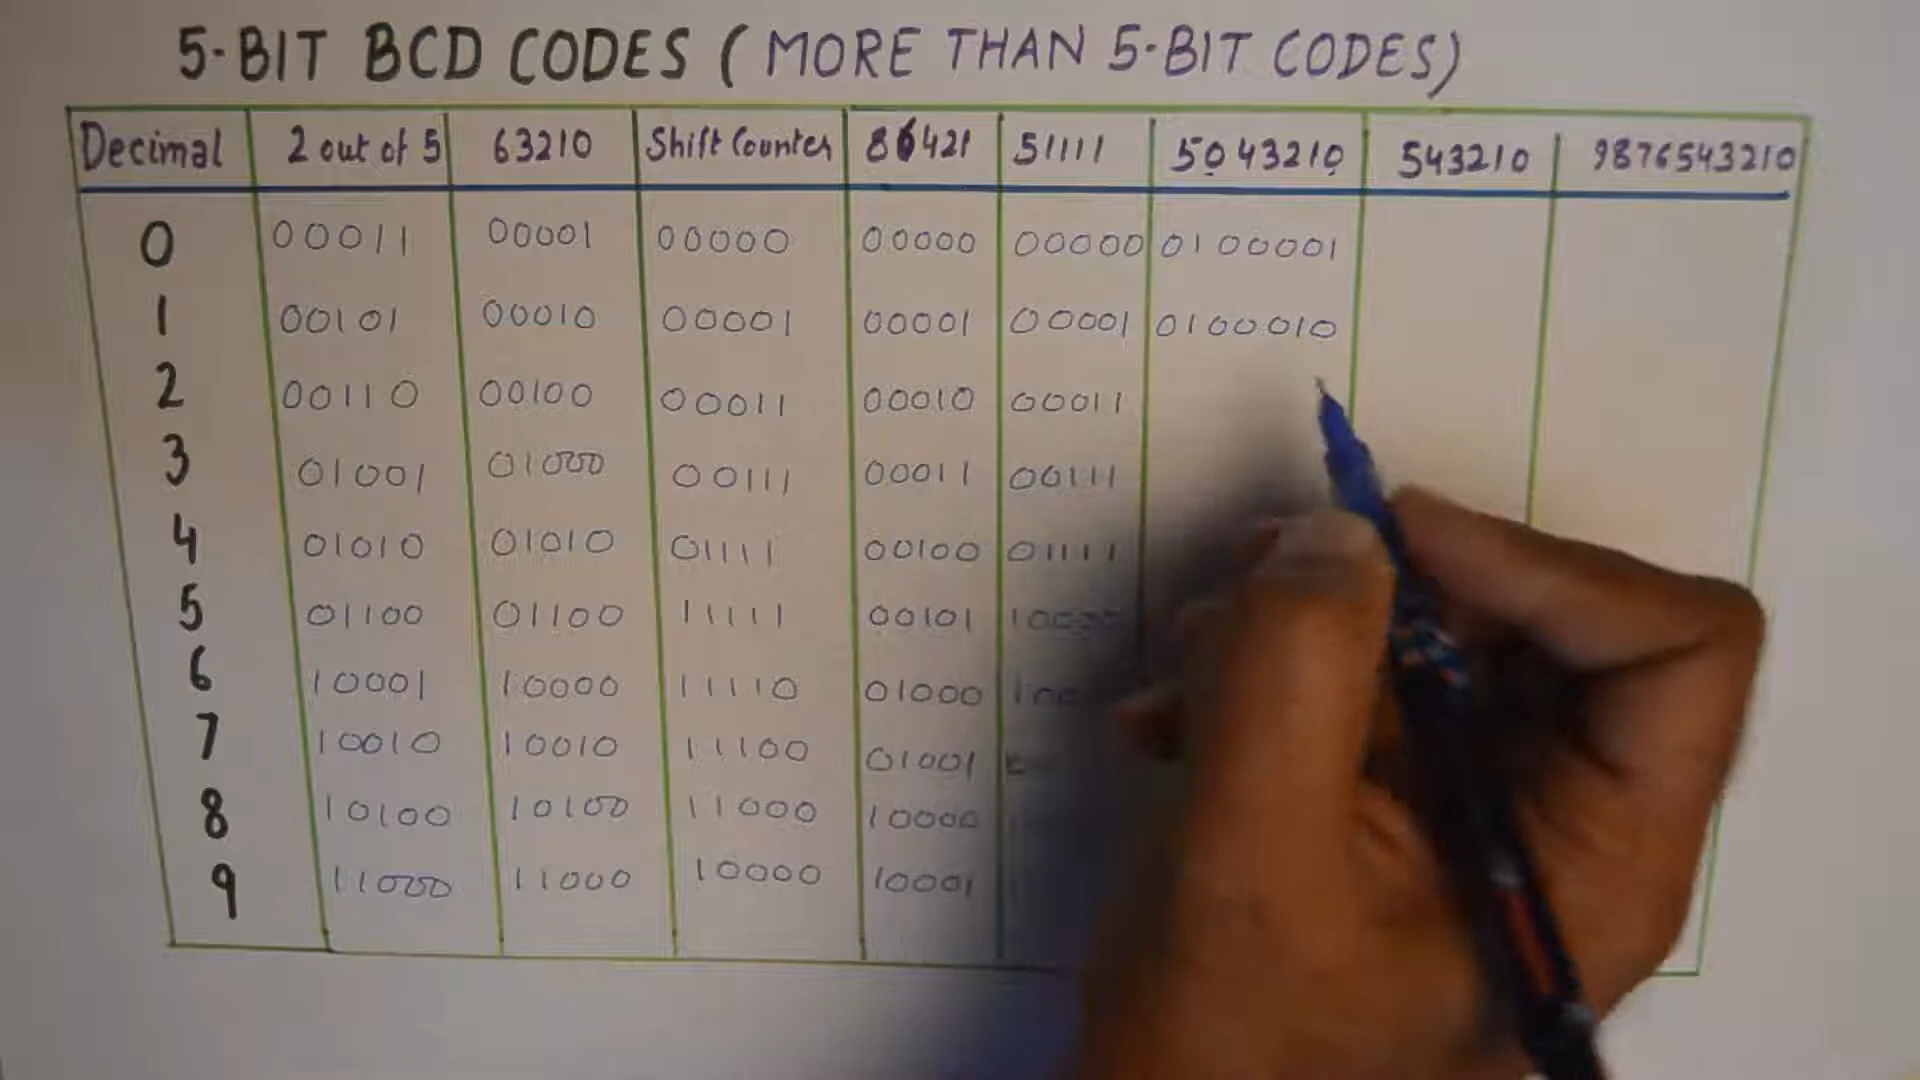 5-BIT BCD CODES (MORE THAN 5-BIT CODES)
Decimal 2 out of 5 63210 Shift Counter 86421 51111 5043210 543210 9876543210
0 00011 00001 00000 00000 00000 0100001
1 00101 00010 00001 00001 00001 0100010
2 00110 00100 00011 00010 00011
3 01001 01000 00111 00011 00111
4 01010 01010 01111 00100 01111
5 01100 01100 11111 00101
6 10001 10000 11110 01000
7 10010 10010 11100 01001
8 10100 10100 11000 10000
9 11000 11000 10000 10001